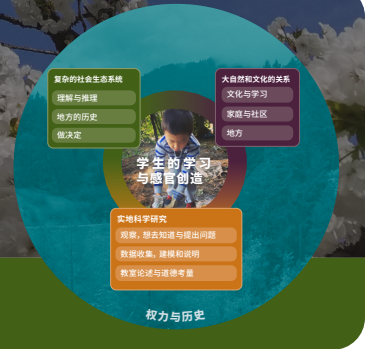 复杂的社会生态系统
理解与推理
地方的历史
做决定
大自然和文化的关系
文化与学习
家庭与社区
地方
学生的学习
与感官创造
实地科学研究
观察，想去知道与提出问题
数据收集，建模和说明
教室论述与道德考量
权力与历史